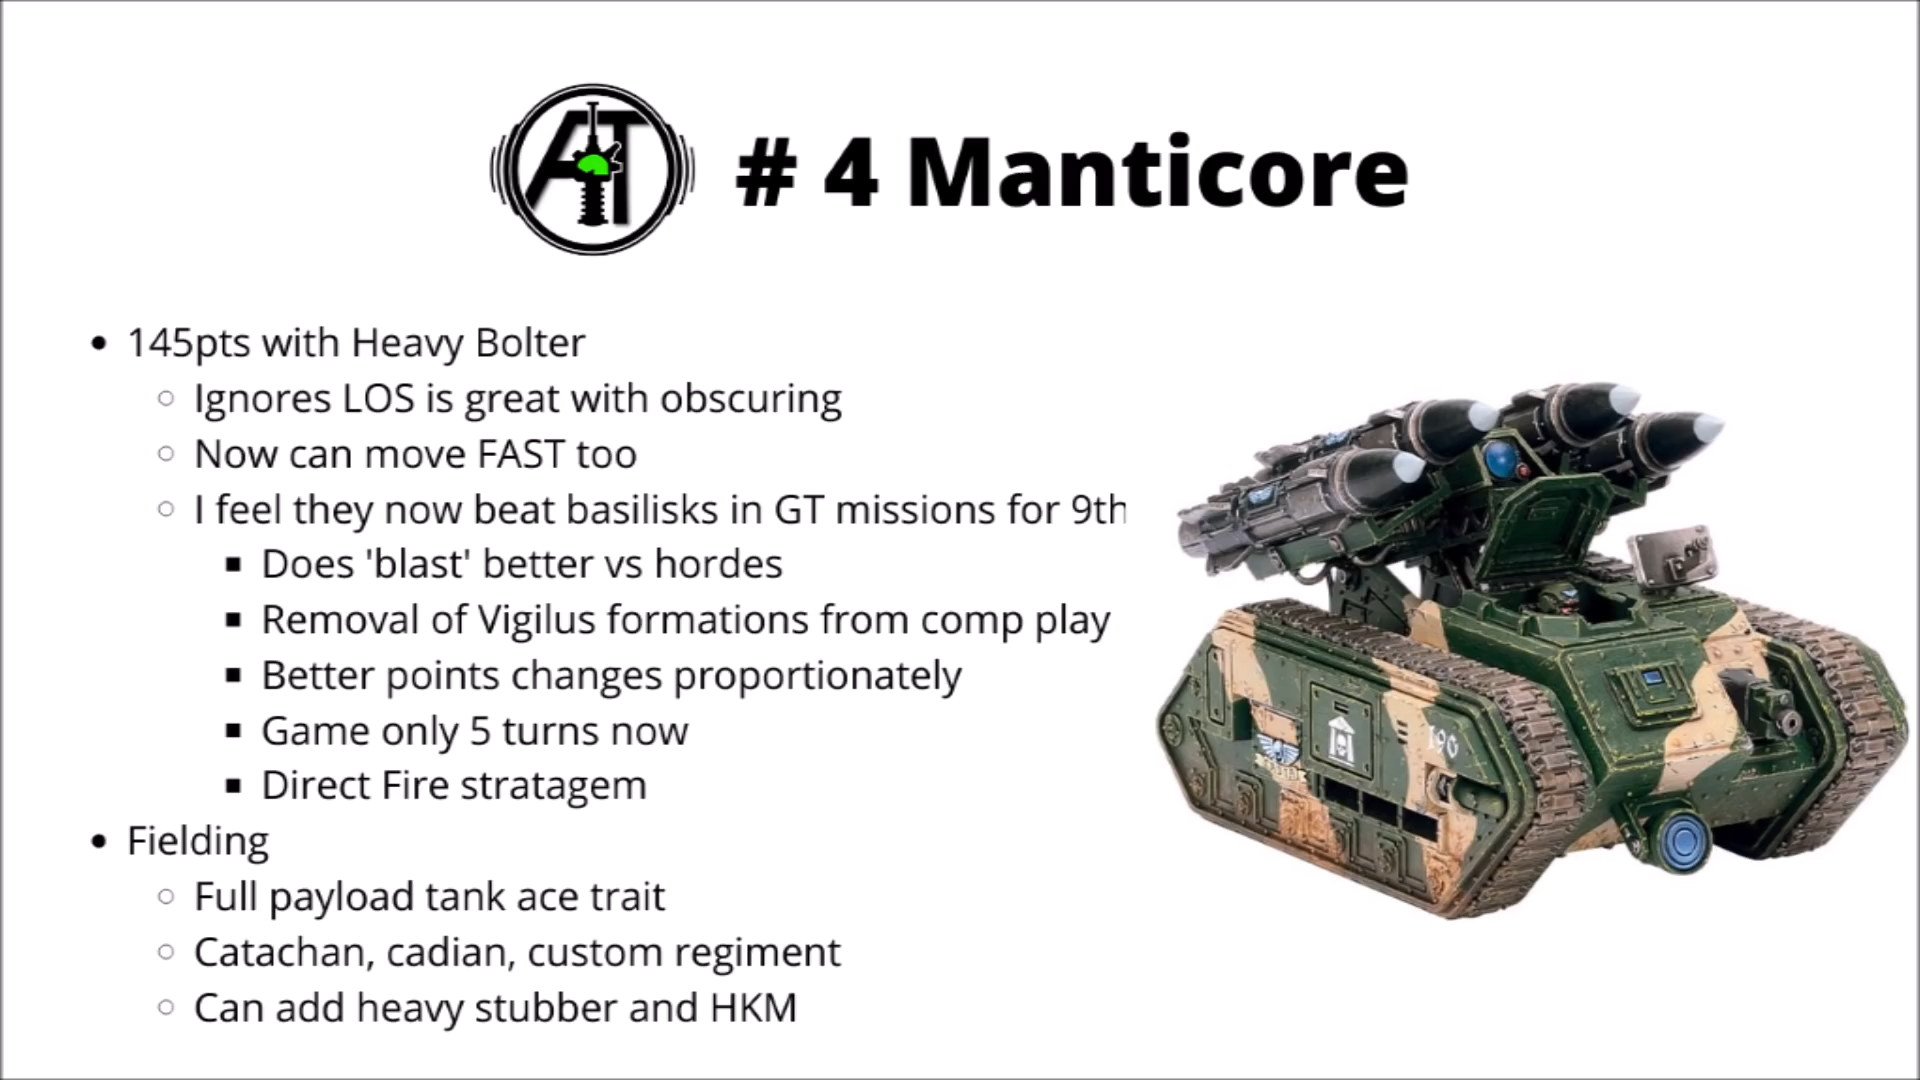 AT
# 4 Manticore
145pts with Heavy Bolter
Ignores LOS is great with obscuring
Now can move FAST too
I feel they now beat basilisks in GT missions for 9th
Does 'blast' better vs hordes
Removal of Vigilus formations from comp play
Better points changes proportionately
Game only 5 turns now
Direct Fire stratagem
Fielding
Full payload tank ace trait
Catachan, cadian, custom regiment
Can add heavy stubber and HKM